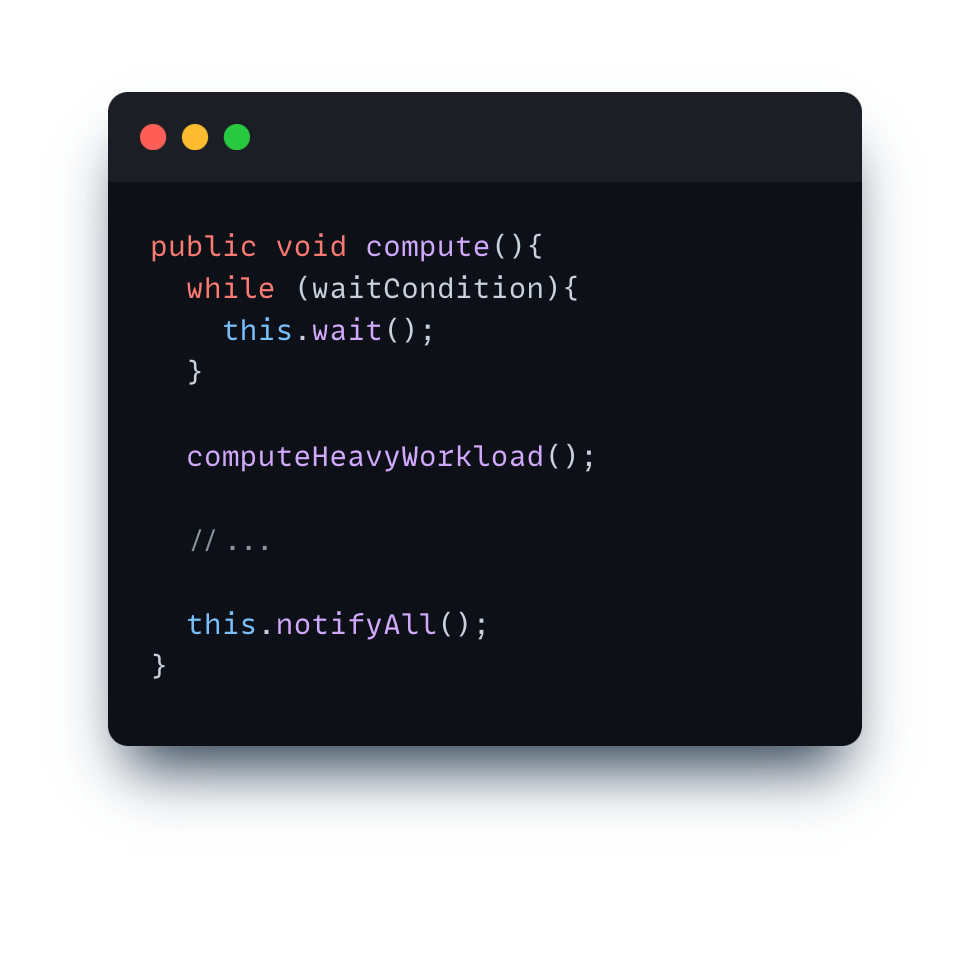 public void compute(){
  while (waitCondition){
    this.wait();
  }

  computeHeavyWorkload();

  // ...

  this.notifyAll();
}